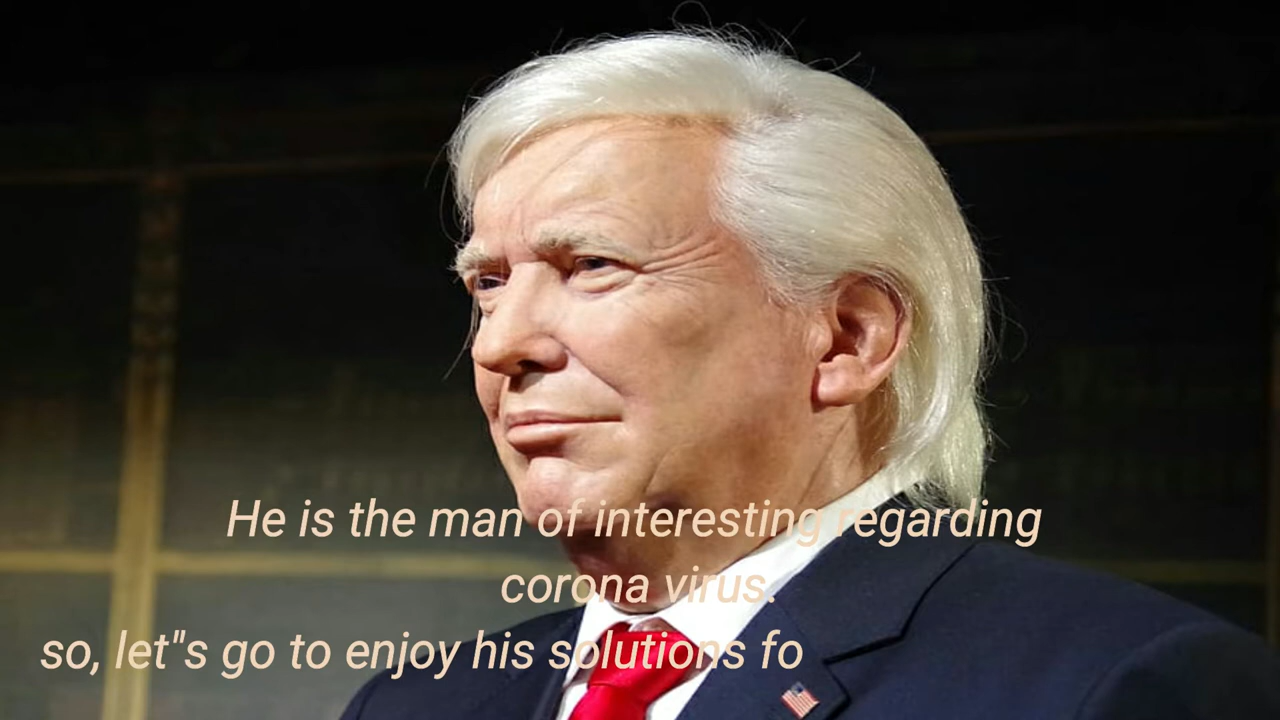 He is the man of interesting regarding
corona virus.
so, let"s go to enjoy his solutions fo